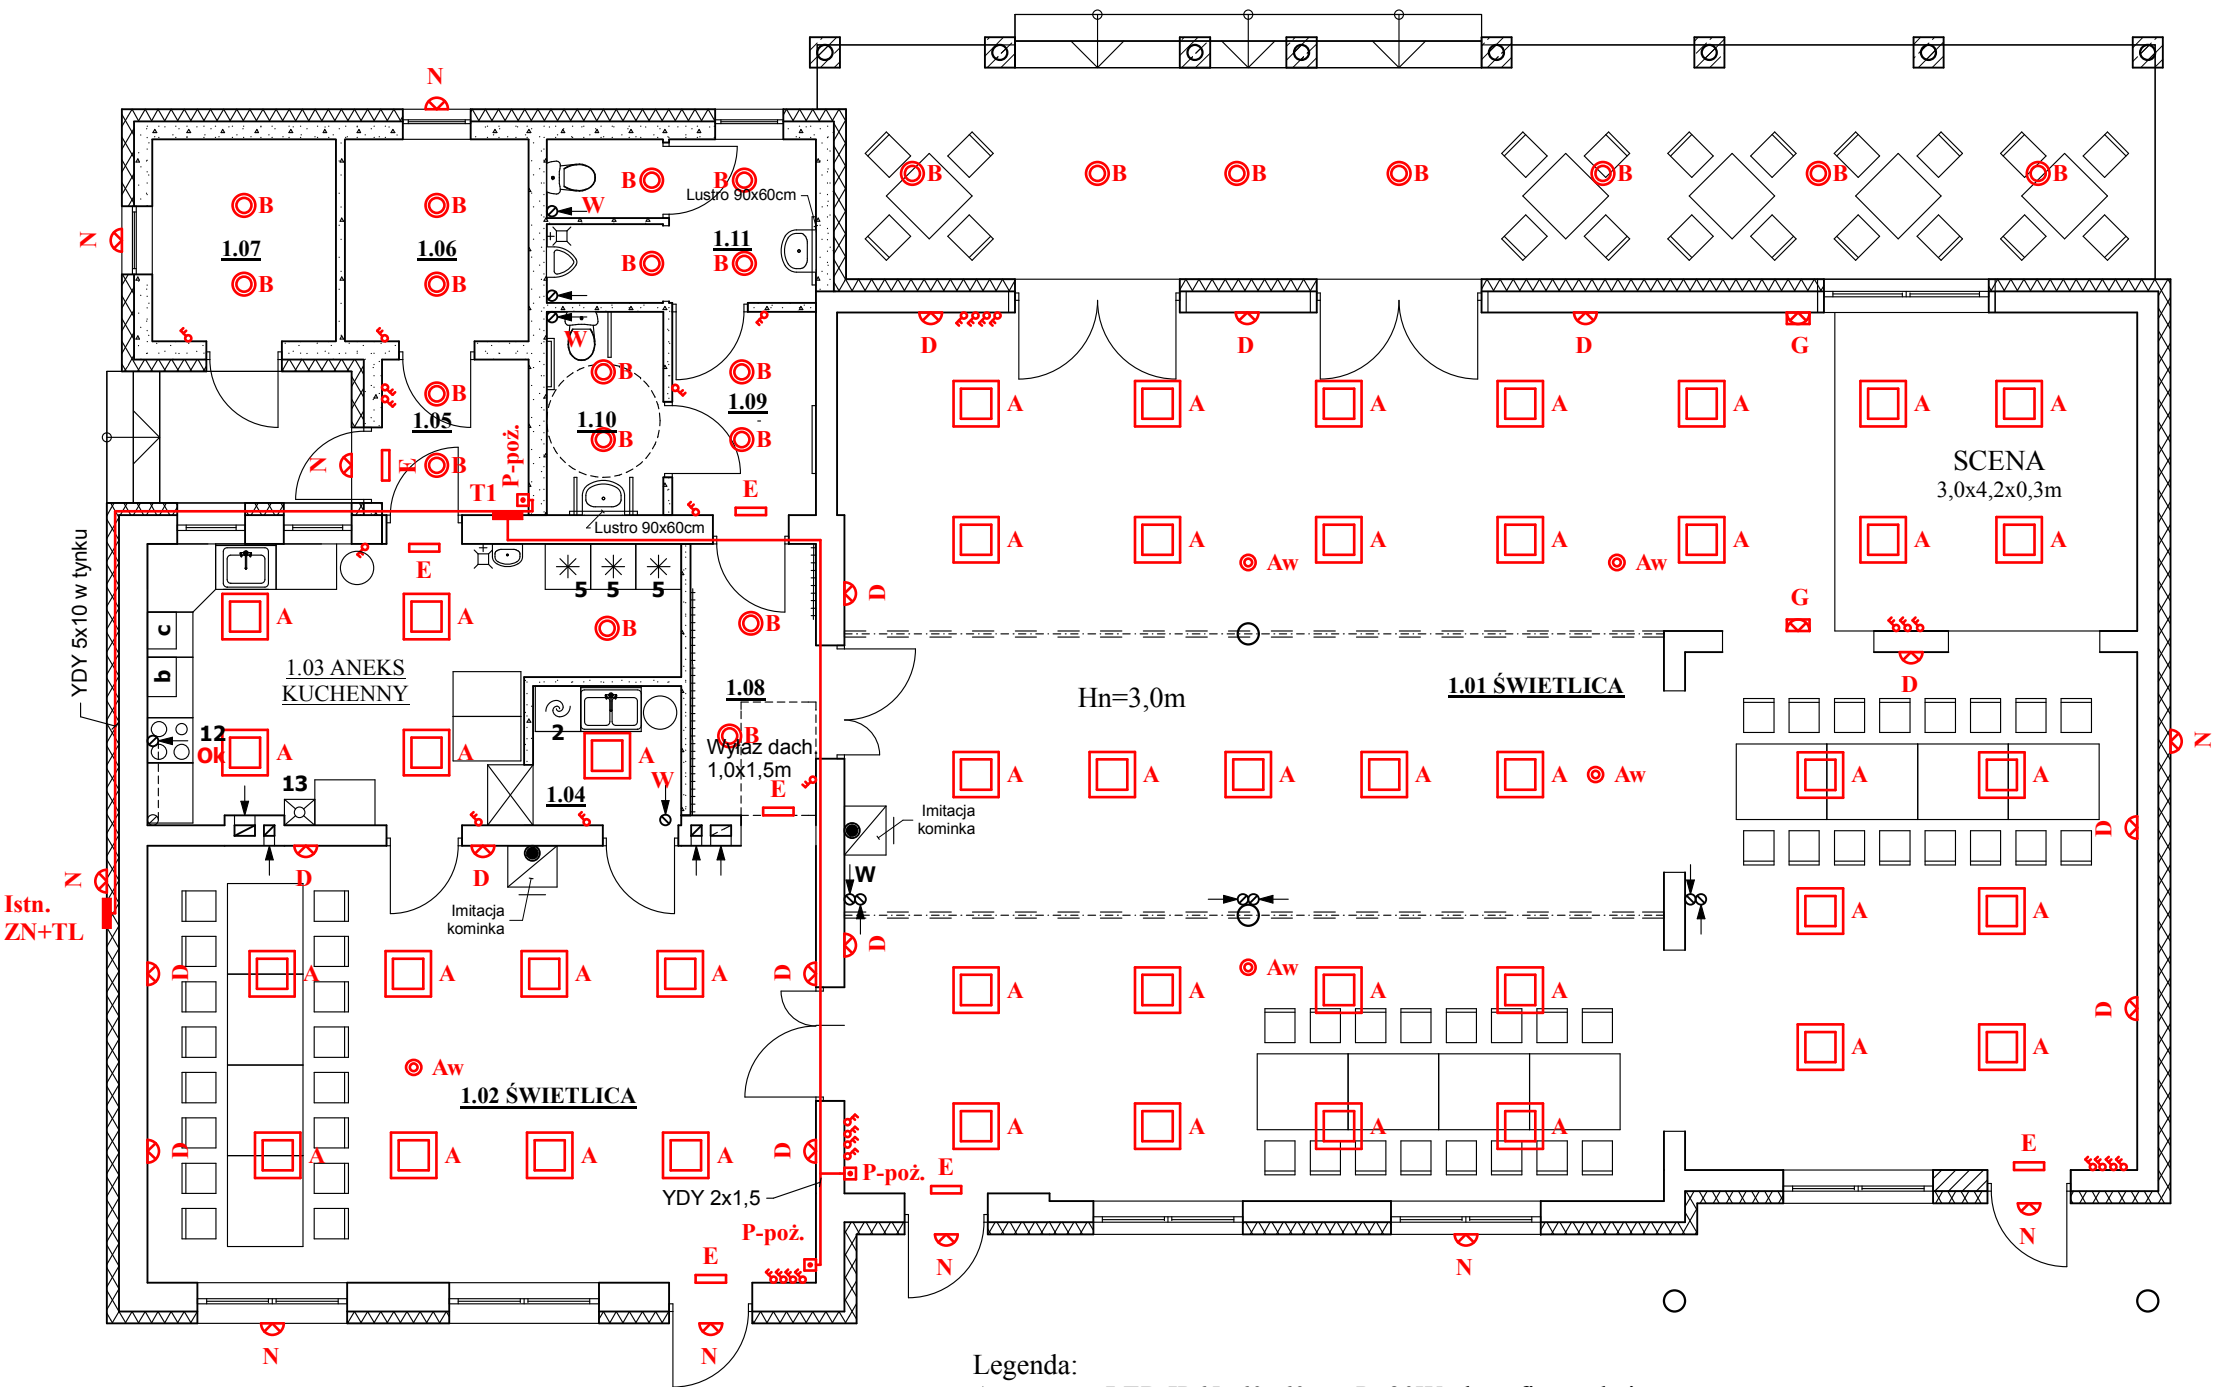 N
B B
Lustro 90x60cm
W
B B B B B B B
N
B B
1.07 1.06 1.11
B B B B
W
D D D G
B B B
1.05 1.10 1.09
A A A A A A A
B B
N E B
P-poż.
T1
E
SCENA
3,0x4,2x0,3m
Lustro 90x60cm
A A A A A A A
E
Aw Aw
5 5 5
D
G
YDY 5x10 w tynku
c
A A B B
b
1.03 ANEKS
KUCHENNY
1.08
Hn=3,0m
1.01 ŚWIETLICA
D
N
12
Ok
A A
2
A
B
Wyłaz dach
1,0x1,5m
W
E
A A A A A Aw A A
13
1.04
Imitacja
kominka
D
N
D D
W
Istn.
ZN+TL
Imitacja
kominka
A A
D
D A A A A D
Aw
A A A A
D
Aw
1.02 ŚWIETLICA
A A
A A A A
D A A A A D
P-poż.
E
E
YDY 2x1,5
P-poż.
E
N N N
N N
Legenda: